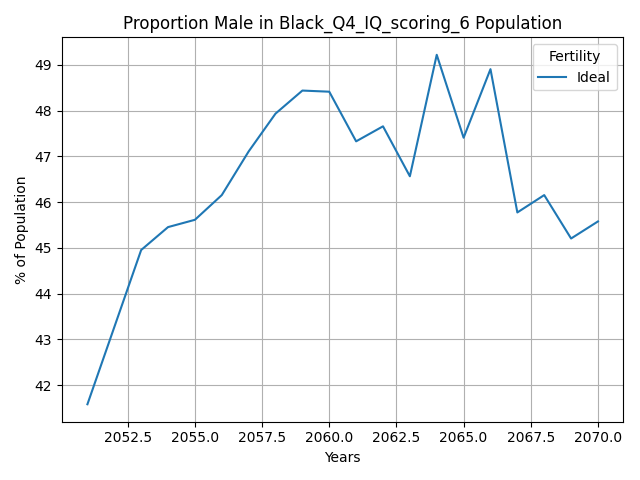 Proportion Male in Black_Q4_IQ_scoring_6 Population
Fertility
Ideal
% of Population
49
48
47
46
45
44
43
42
2052.5 2055.0 2057.5 2060.0 2062.5 2065.0 2067.5 2070.0
Years